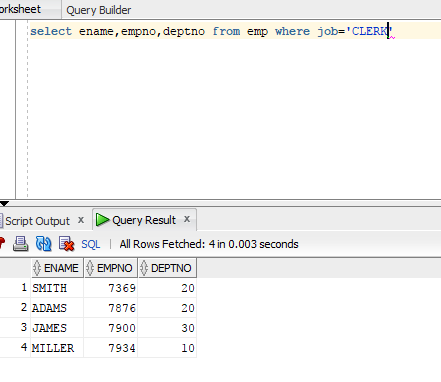 orksheet Query Builder
select ename,empno,deptno from emp where job='CLERK'
Script Output x Query Result x
SQL | All Rows Fetched: 4 in 0.003 seconds
ENAME EMPNO DEPTNO
1 SMITH 7369 20
2 ADAMS 7876 20
3 JAMES 7900 30
4 MILLER 7934 10